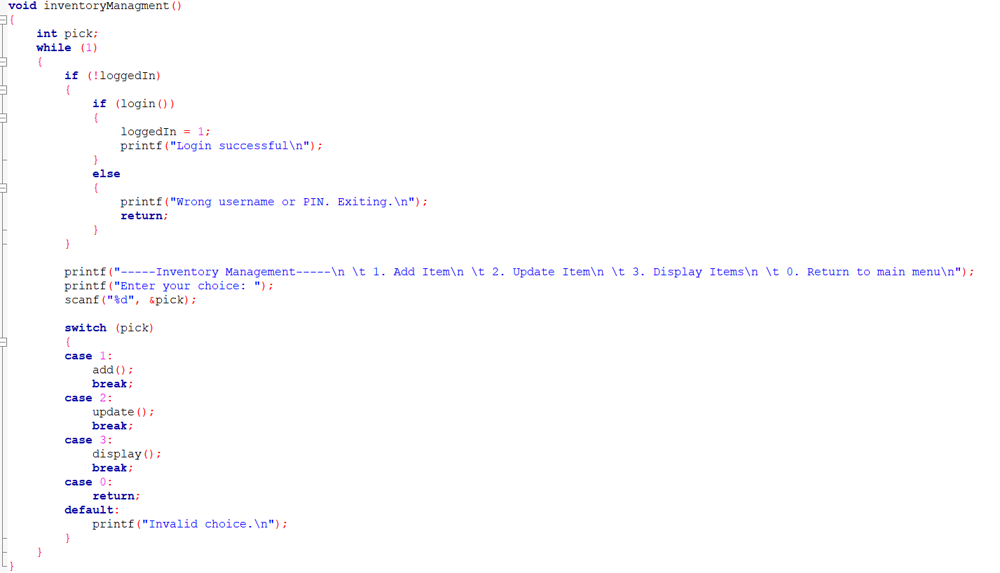 void inventoryManagment()
{
    int pick;
    while (1)
    {
        if (!loggedIn)
        {
            if (login())
            {
                loggedIn = 1;
                printf("Login successful\n");
            }
            else
            {
                printf("Wrong username or PIN. Exiting.\n");
                return;
            }
        }

        printf("-----Inventory Management-----\n \t 1. Add Item\n \t 2. Update Item\n \t 3. Display Items\n \t 0. Return to main menu\n");
        printf("Enter your choice: ");
        scanf("%d", &pick);

        switch (pick)
        {
        case 1:
            add();
            break;
        case 2:
            update();
            break;
        case 3:
            display();
            break;
        case 0:
            return;
        default:
            printf("Invalid choice.\n");
        }
    }
}